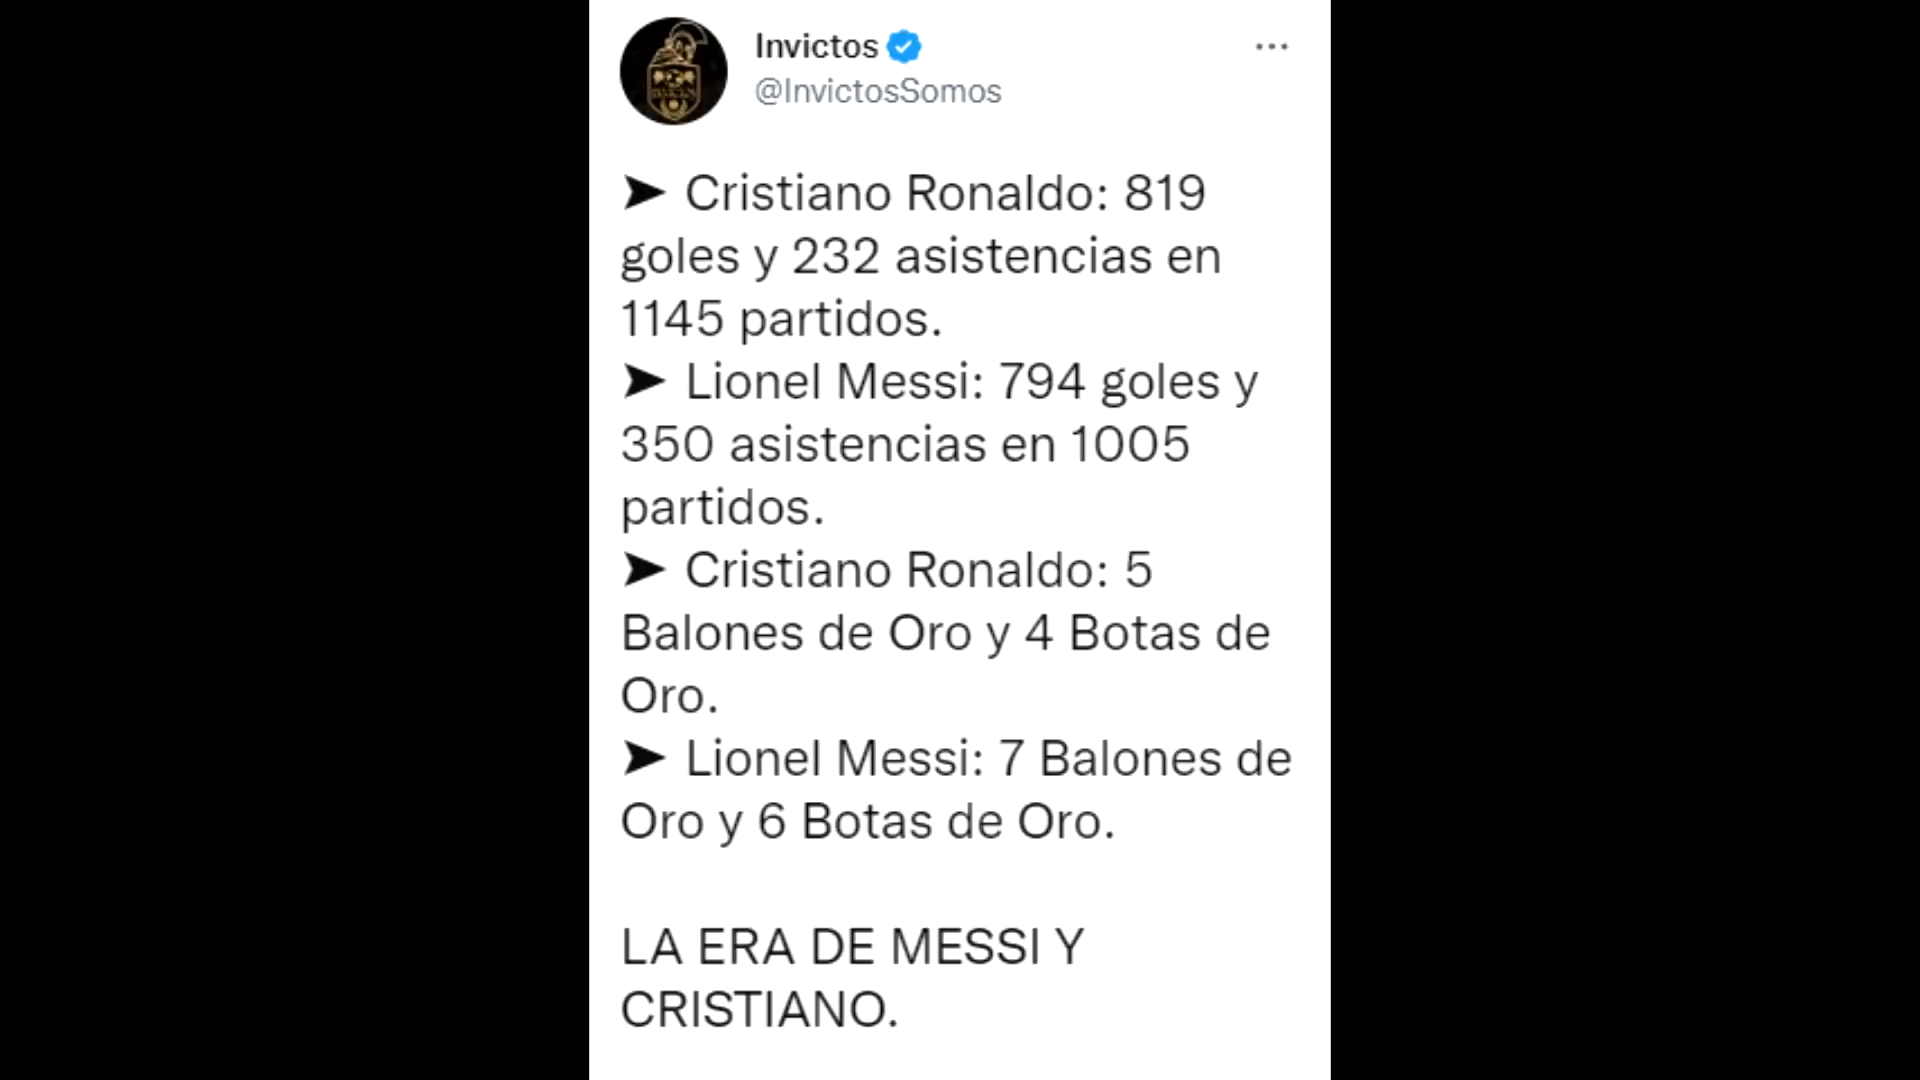 Invictos
@InvictosSomos
➤ Cristiano Ronaldo: 819
goles y 232 asistencias en
1145 partidos.
➤ Lionel Messi: 794 goles y
350 asistencias en 1005
partidos.
➤ Cristiano Ronaldo: 5
Balones de Oro y 4 Botas de
Oro.
➤ Lionel Messi: 7 Balones de
Oro y 6 Botas de Oro.
LA ERA DE MESSI Y
CRISTIANO.